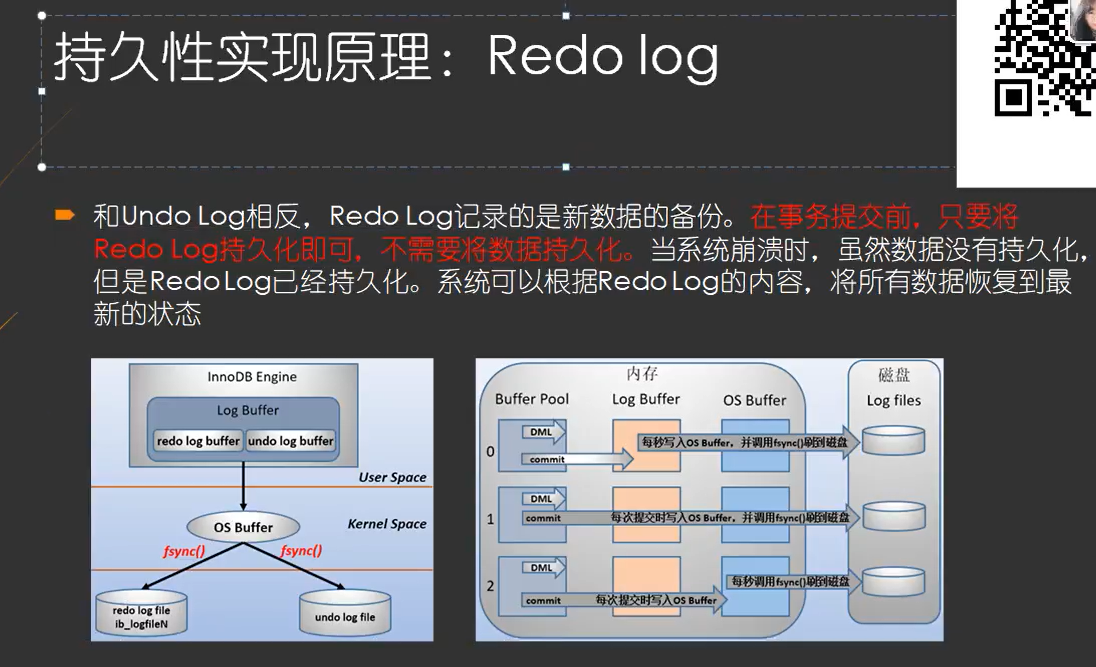 持久性实现原理：Redo log
和Undo Log相反，Redo Log记录的是新数据的备份。在事务提交前，只要将
Redo Log持久化即可，不需要将数据持久化。当系统崩溃时，虽然数据没有持久化，
但是Redo Log已经持久化。系统可以根据Redo Log的内容，将所有数据恢复到最
新的状态
InnoDB Engine
Log Buffer
redo log buffer
undo log buffer
User Space
Kernel Space
OS Buffer
fsync()
fsync()
redo log file
ib_logfileN
undo log file
内存
磁盘
Buffer Pool
Log Buffer
OS Buffer
Log files
0
DML
commit
每秒写入OS Buffer，并调用fsync()刷到磁盘
1
DML
commit
每次提交时写入OS Buffer，并调用fsync()刷到磁盘
2
DML
commit
每次提交时写入OS Buffer
每秒调用fsync()刷到磁盘